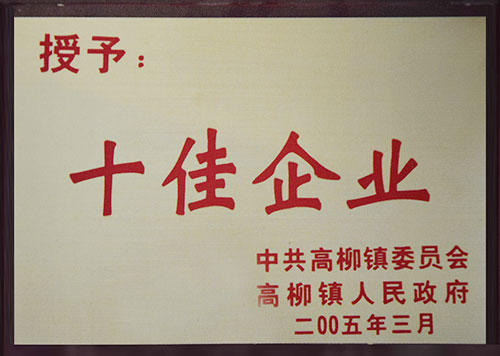 授予：
十佳企业
中共高柳镇委员会
高柳镇人民政府
二00五年三月